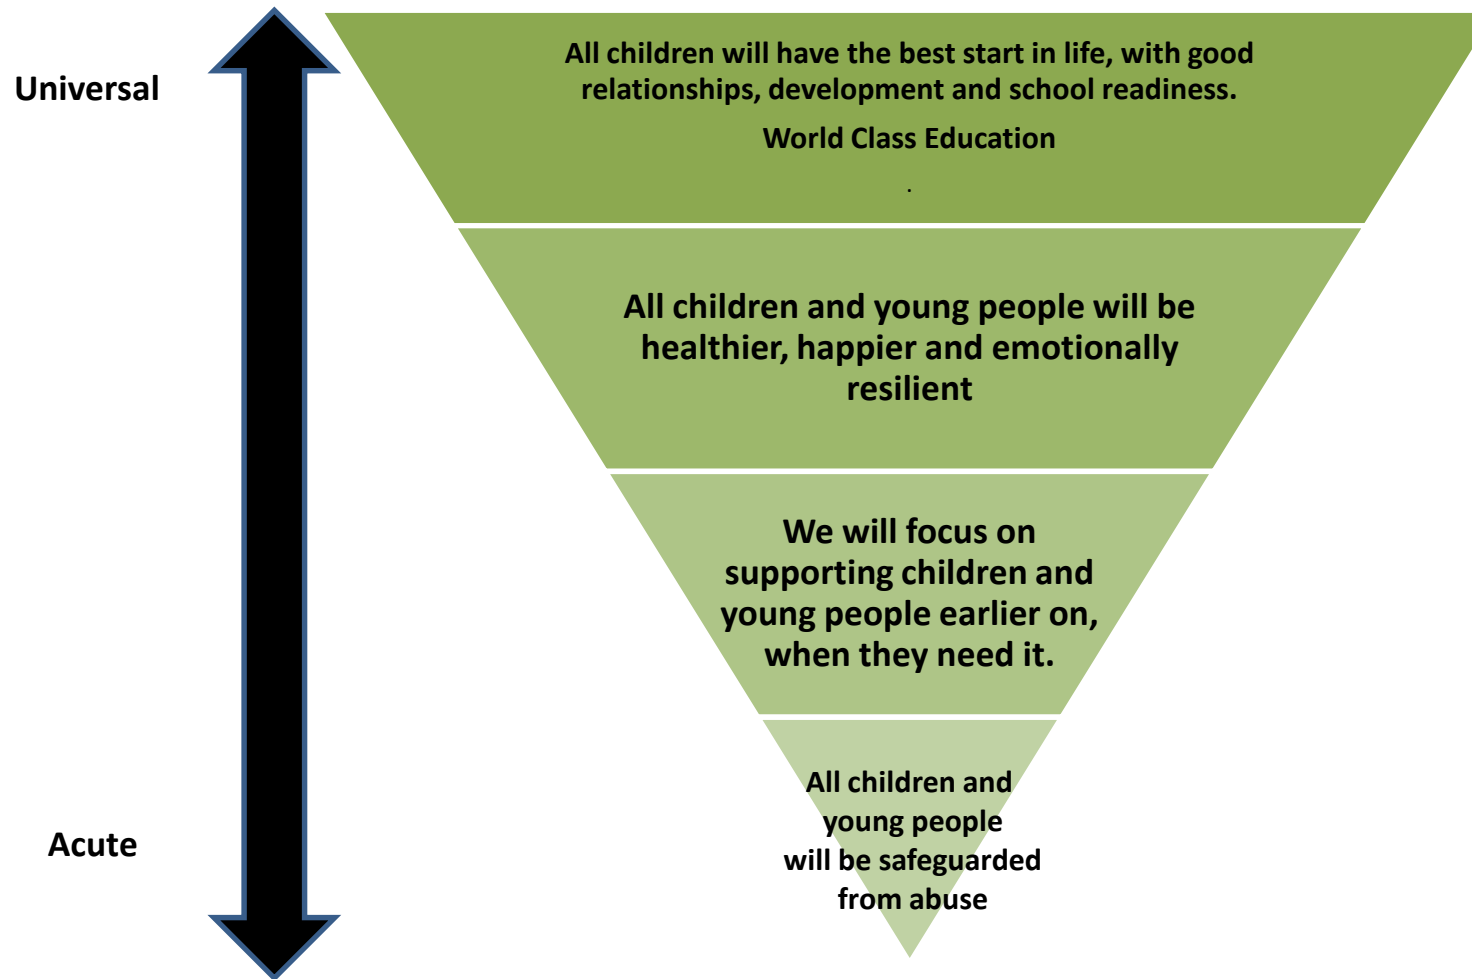 Universal
All children will have the best start in life, with good
relationships, development and school readiness.
World Class Education
.
All children and young people will be
healthier, happier and emotionally
resilient
We will focus on
supporting children and
young people earlier on,
when they need it.
Acute
All children and
young people
will be safeguarded
from abuse